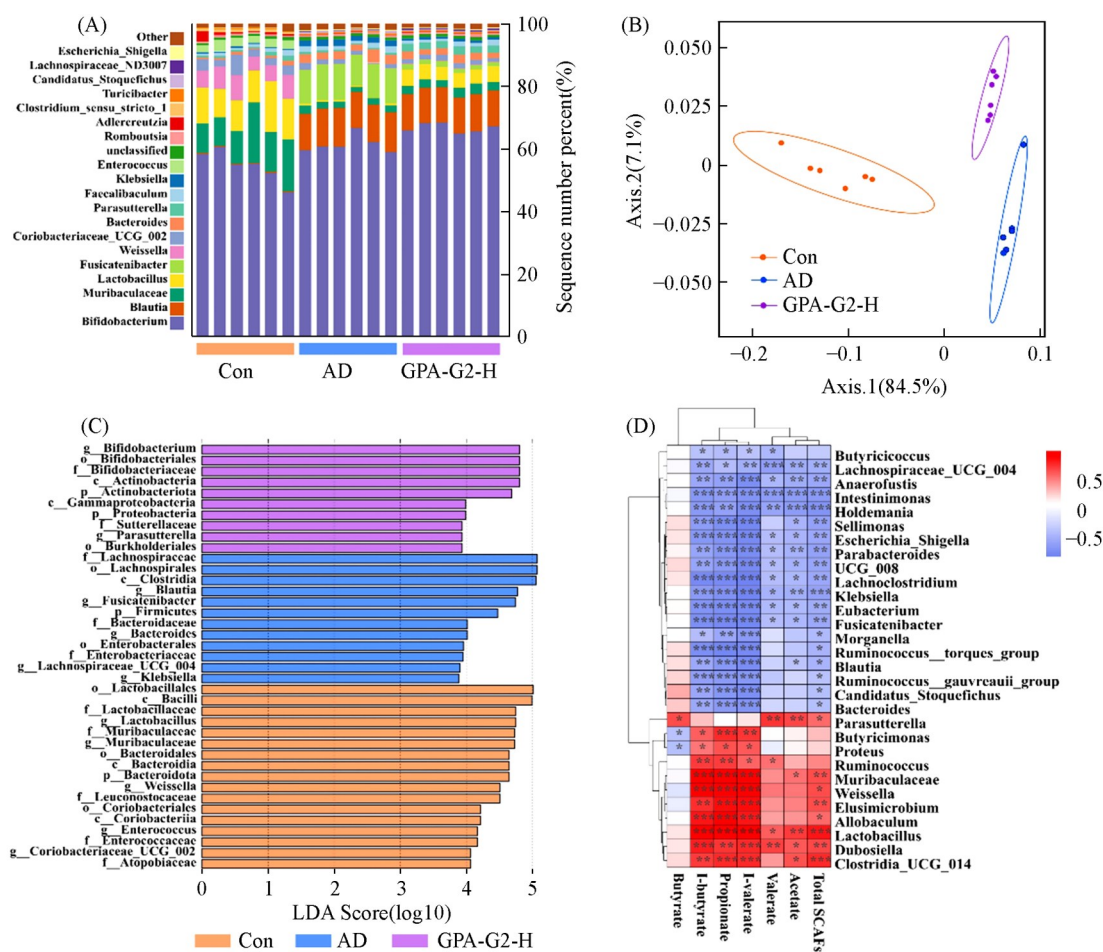 (A)
Other
Escherichia_Shigella
Lachnospiraceae_ND3007
Candidatus_Stoquefichus
Turicibacter
Clostridium_sensu_stricto_1
Adlercreutzia
Romboutsia
unclassified
Enterococcus
Klebsiella
Faecalibaculum
Parasutterella
Bacteroides
Coriobacteriaceae_UCG_002
Weissella
Fusicatenibacter
Lactobacillus
Muribaculaceae
Blautia
Bifidobacterium
100
80
60
40
20
0
Sequence number percent(%)
Con
AD
GPA-G2-H
(B)
0.050
0.025
0
−0.025
−0.050
Axis.2(7.1%)
Con
AD
GPA-G2-H
−0.2
−0.1
0
0.1
Axis.1(84.5%)
(C)
g__Bifidobacterium
o__Bifidobacteriales
f__Bifidobacteriaceae
c__Actinobacteria
p__Actinobacteriota
c__Gammaproteobacteria
p__Proteobacteria
f__Sutterellaceae
g__Parasutterella
o__Burkholderiales
f__Lachnospiraceae
o__Lachnospirales
c__Clostridia
g__Blautia
g__Fusicatenibacter
p__Firmicutes
f__Bacteroidaceae
g__Bacteroides
o__Enterobacterales
f__Enterobacteriaceae
g__Lachnospiraceae_UCG_004
g__Klebsiella
o__Lactobacillales
c__Bacilli
f__Lactobacillaceae
g__Lactobacillus
f__Muribaculaceae
g__Muribaculaceae
o__Bacteroidales
c__Bacteroidia
p__Bacteroidota
g__Weissella
f__Leuconostocaceae
o__Coriobacteriales
c__Coriobacteriia
g__Enterococcus
f__Enterococcaceae
g__Coriobacteriaceae_UCG_002
f__Atopobiaceae
0
1
2
3
4
5
LDA Score(log10)
Con
AD
GPA-G2-H
(D)
Butyricicoccus
Lachnospiraceae_UCG_004
Anaerofustis
Intestinimonas
Holdemania
Sellimonas
Escherichia_Shigella
Parabacteroides
UCG_008
Lachnoclostridium
Klebsiella
Eubacterium
Fusicatenibacter
Morganella
Ruminococcus__torques_group
Blautia
Ruminococcus__gauvreauii_group
Candidatus_Stoquefichus
Bacteroides
Parasutterella
Butyricimonas
Proteus
Ruminococcus
Muribaculaceae
Weissella
Elusimicrobium
Allobaculum
Lactobacillus
Dubosiella
Clostridia_UCG_014
0.5
0
−0.5
Butyrate
I-butyrate
Propionate
I-valerate
Valerate
Acetate
Total SCAFs